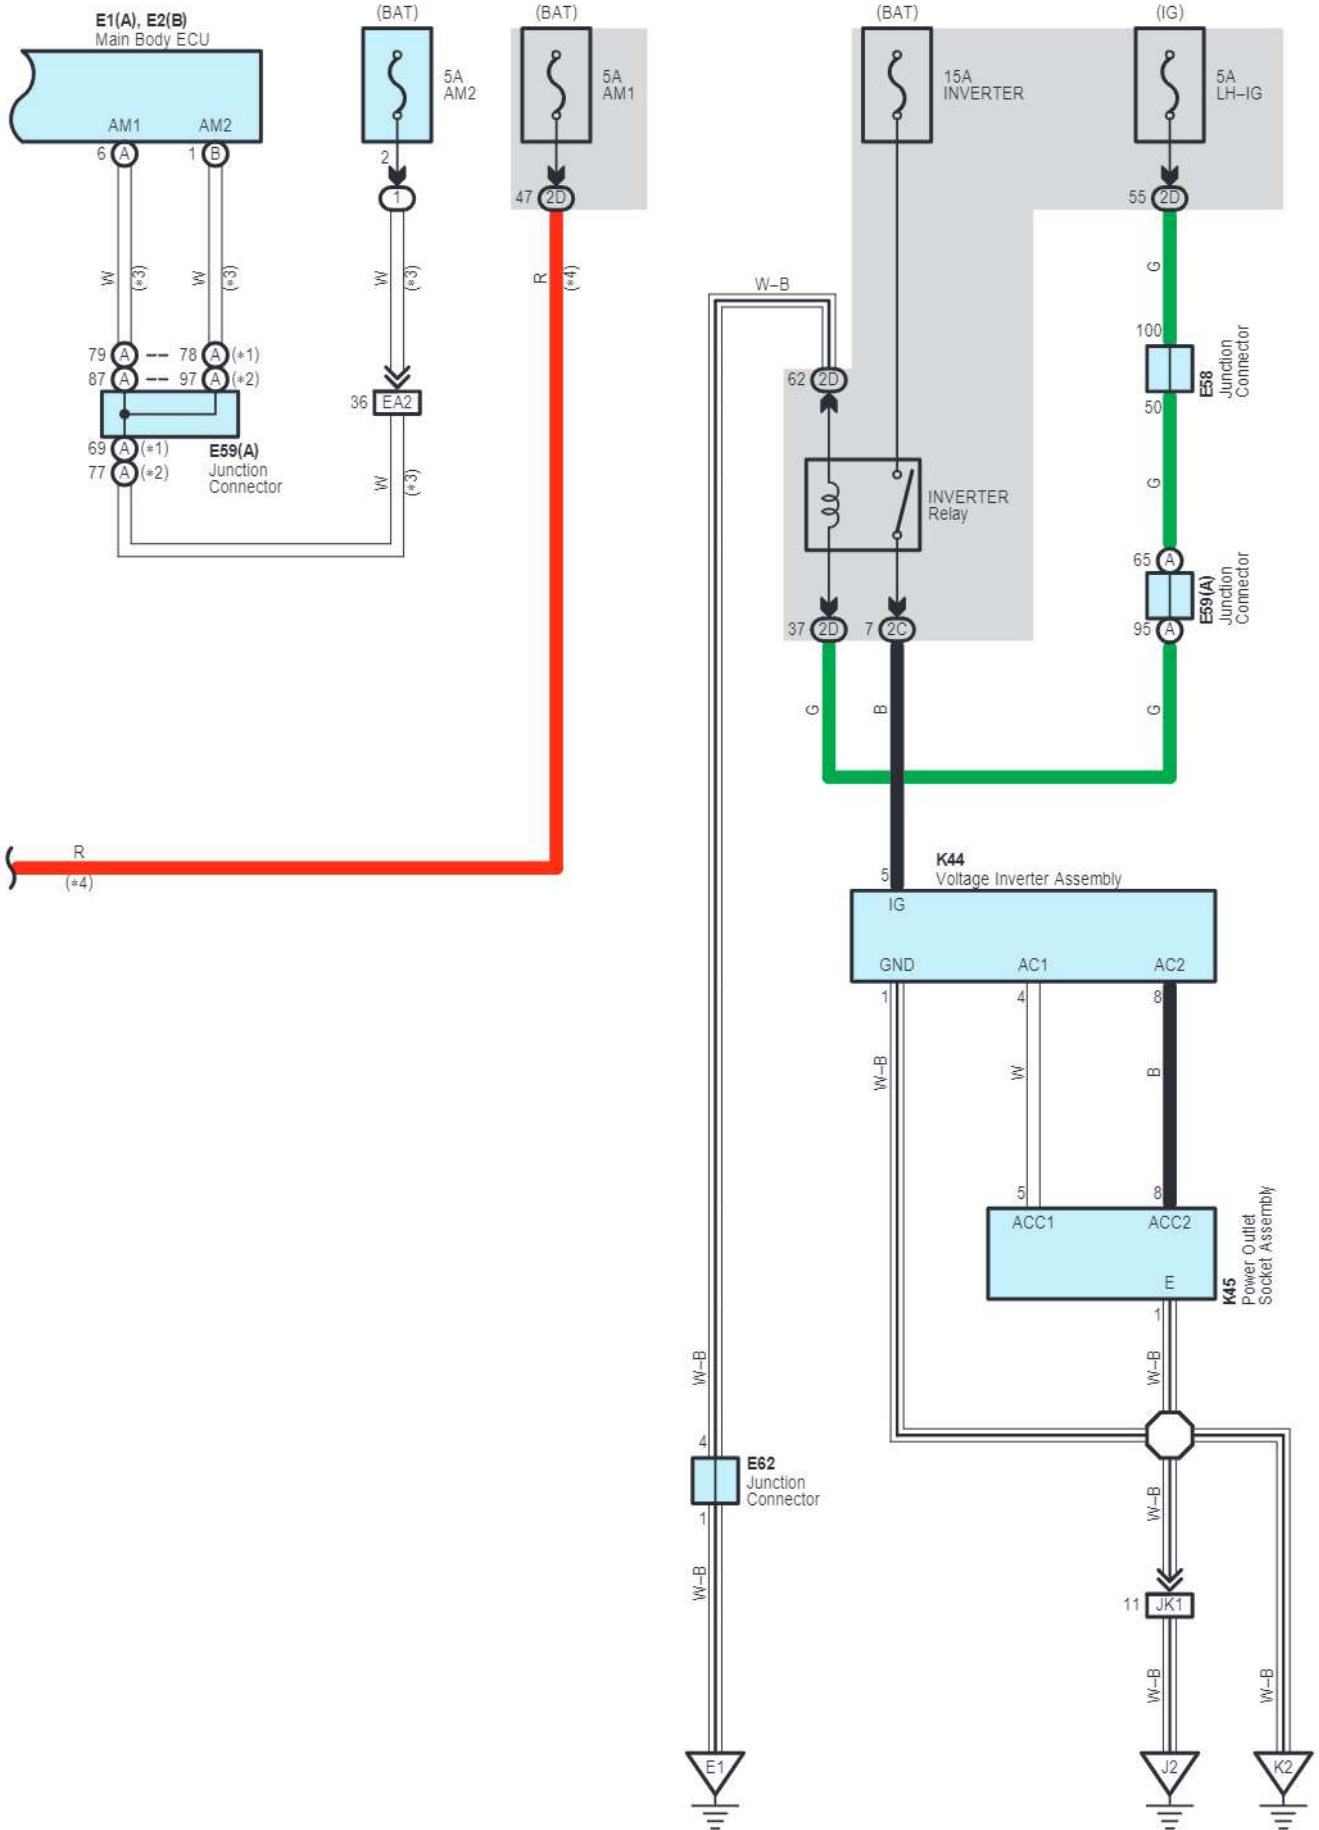 E1(A), E2(B)
Main Body ECU
AM1 AM2
6 A 1 B
W (∗3) W (∗3)
79 A –– 78 A (∗1)
87 A –– 97 A (∗2)
69 A (∗1)
77 A (∗2)
E59(A)
Junction
Connector
(BAT)
5A
AM2
2
1
W (∗3)
36 EA2
W (∗3)
(BAT)
5A
AM1
47 2D
R (∗4)
R
(∗4)
(BAT)
15A
INVERTER
(IG)
5A
LH–IG
55 2D
G
100
E58
Junction
Connector
50
G
65 A
E59(A)
Junction
Connector
95 A
G
W–B
62 2D
INVERTER
Relay
37 2D 7 2C
G B
K44
Voltage Inverter Assembly
5
IG
GND AC1 AC2
1 4 8
W–B W B
5 8
ACC1 ACC2
E
K45
Power Outlet
Socket Assembly
1
W–B
W–B
4
E62
Junction
Connector
1
W–B
W–B
11 JK1
W–B W–B
E1 J2 K2